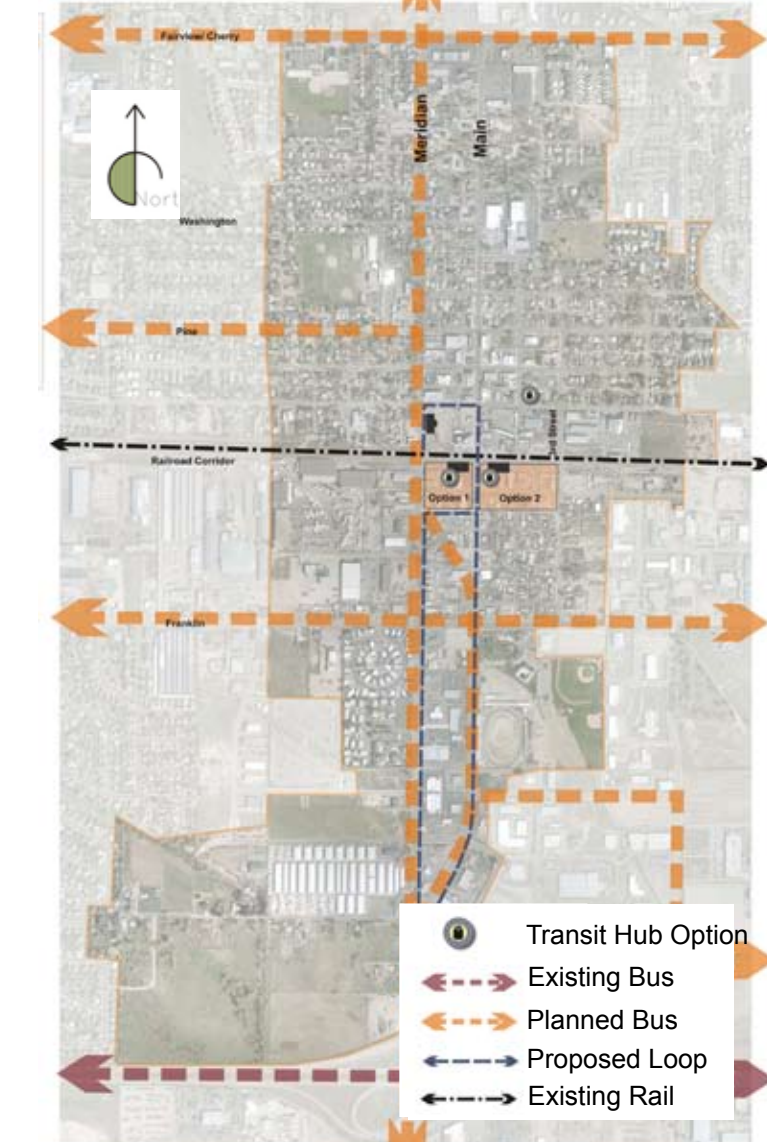 Fairview Cherry
Meridian
Main
Nort
Washington
Pine
3rd Street
Railroad Corridor
Option 1
Option 2
Franklin
Transit Hub Option
Existing Bus
Planned Bus
Proposed Loop
Existing Rail